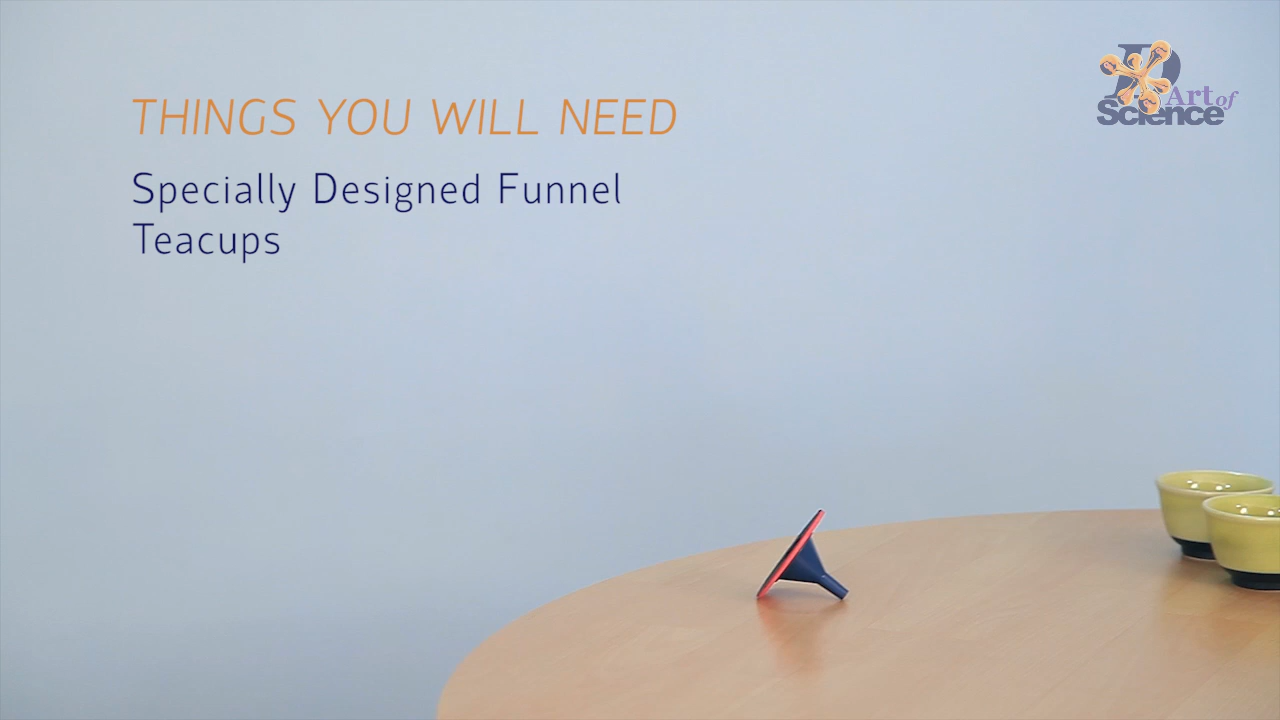 THINGS YOU WILL NEED
Specially Designed Funnel
Teacups
Art of
Science